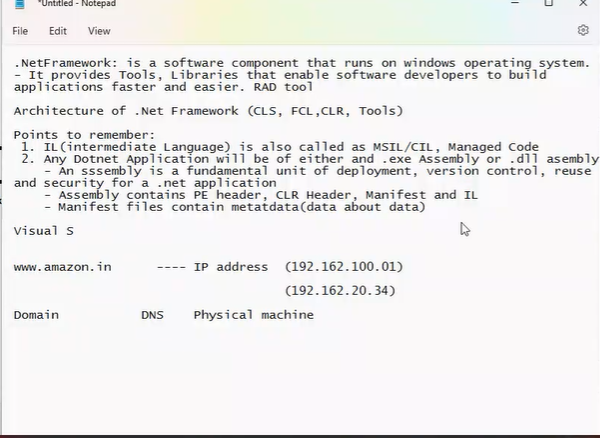 *Untitled - Notepad
File Edit View
.NetFramework: is a software component that runs on windows operating system.
- It provides Tools, Libraries that enable software developers to build
applications faster and easier. RAD tool
Architecture of .Net Framework (CLS, FCL,CLR, Tools)
Points to remember:
1. IL(intermediate Language) is also called as MSIL/CIL, Managed Code
2. Any Dotnet Application will be of either and .exe Assembly or .dll asembly
- An sssembly is a fundamental unit of deployment, version control, reuse
and security for a .net application
- Assembly contains PE header, CLR Header, Manifest and IL
- Manifest files contain metatdata(data about data)
Visual S
www.amazon.in ---- IP address (192.162.100.01)
(192.162.20.34)
Domain DNS Physical machine